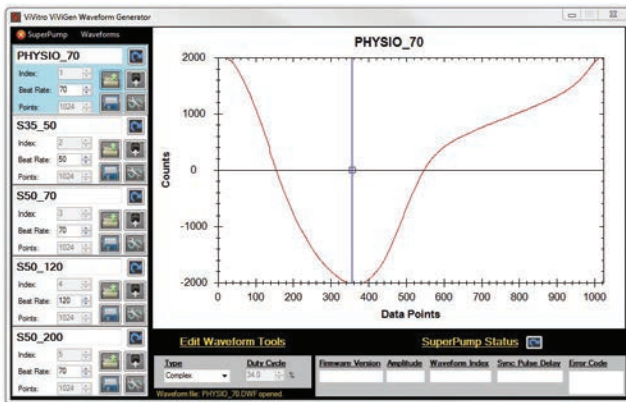 ViVitro ViViGen Waveform Generator
SuperPump Waveforms
PHYSIO_70
Index: 1
Beat Rate: 70
Points: 1024
S35_50
Index: 2
Beat Rate: 50
Points: 1024
S50_70
Index: 3
Beat Rate: 70
Points: 1024
S50_120
Index: 4
Beat Rate: 120
Points: 1024
S50_200
Index: 5
Beat Rate: 70
Points: 1024
PHYSIO_70
Counts
2000
1000
0
-1000
-2000
0 100 200 300 400 500 600 700 800 900 1000
Data Points
Edit Waveform Tools
Type
Complex
Duty Cycle
34.0 %
Waveform file: PHYSIO_70.DWF opened.
SuperPump Status
Firmware Version Amplitude Waveform Index Sync Pulse Delay Error Code